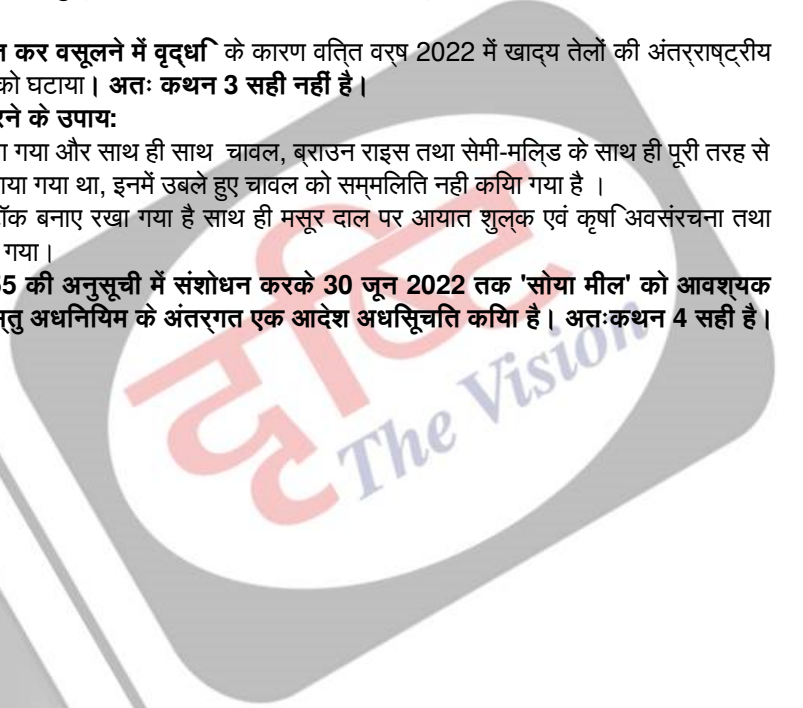 त कर वसूलने में वृद्धि के कारण वित्त वर्ष 2022 में खाद्य तेलों की अंतर्राष्ट्रीय
को घटाया। अतः कथन 3 सही नहीं है।
रने के उपाय:
ा गया और साथ ही साथ चावल, ब्राउन राइस तथा सेमी-मिल्ड के साथ ही पूरी तरह से
ाया गया था, इनमें उबले हुए चावल को सम्मिलित नही किया गया है ।
टॉक बनाए रखा गया है साथ ही मसूर दाल पर आयात शुल्क एवं कृषि अवसंरचना तथा
गया।
55 की अनुसूची में संशोधन करके 30 जून 2022 तक 'सोया मील' को आवश्यक
स्तु अधिनियम के अंतर्गत एक आदेश अधिसूचित किया है। अतःकथन 4 सही है।
दृष्टि
The Vision